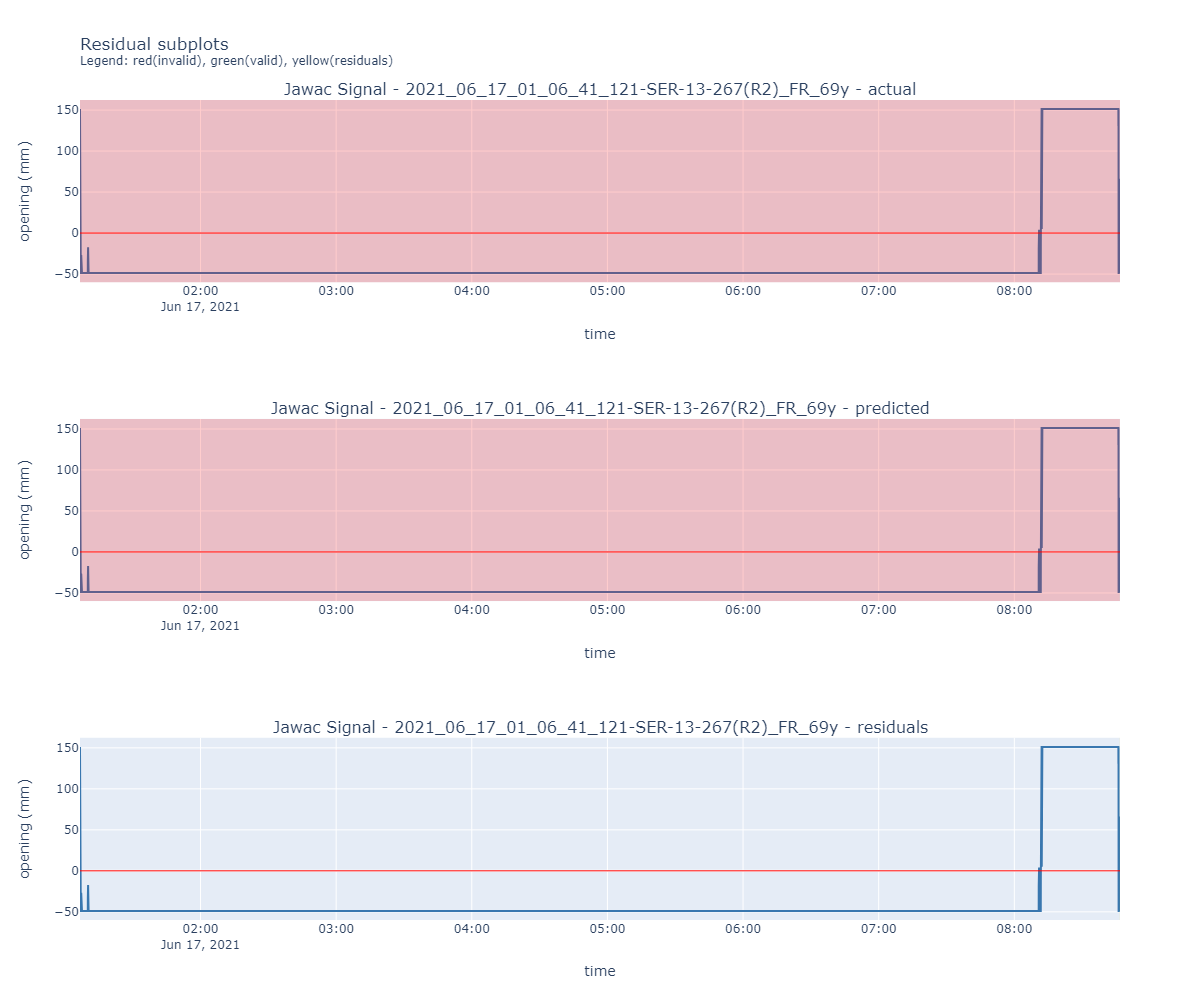 Residual subplots
Legend: red(invalid), green(valid), yellow(residuals)
Jawac Signal - 2021_06_17_01_06_41_121-SER-13-267(R2)_FR_69y - actual
150
100
50
0
−50
opening (mm)
02:00 03:00 04:00 05:00 06:00 07:00 08:00
Jun 17, 2021
time
Jawac Signal - 2021_06_17_01_06_41_121-SER-13-267(R2)_FR_69y - predicted
150
100
50
0
−50
opening (mm)
02:00 03:00 04:00 05:00 06:00 07:00 08:00
Jun 17, 2021
time
Jawac Signal - 2021_06_17_01_06_41_121-SER-13-267(R2)_FR_69y - residuals
150
100
50
0
−50
opening (mm)
02:00 03:00 04:00 05:00 06:00 07:00 08:00
Jun 17, 2021
time